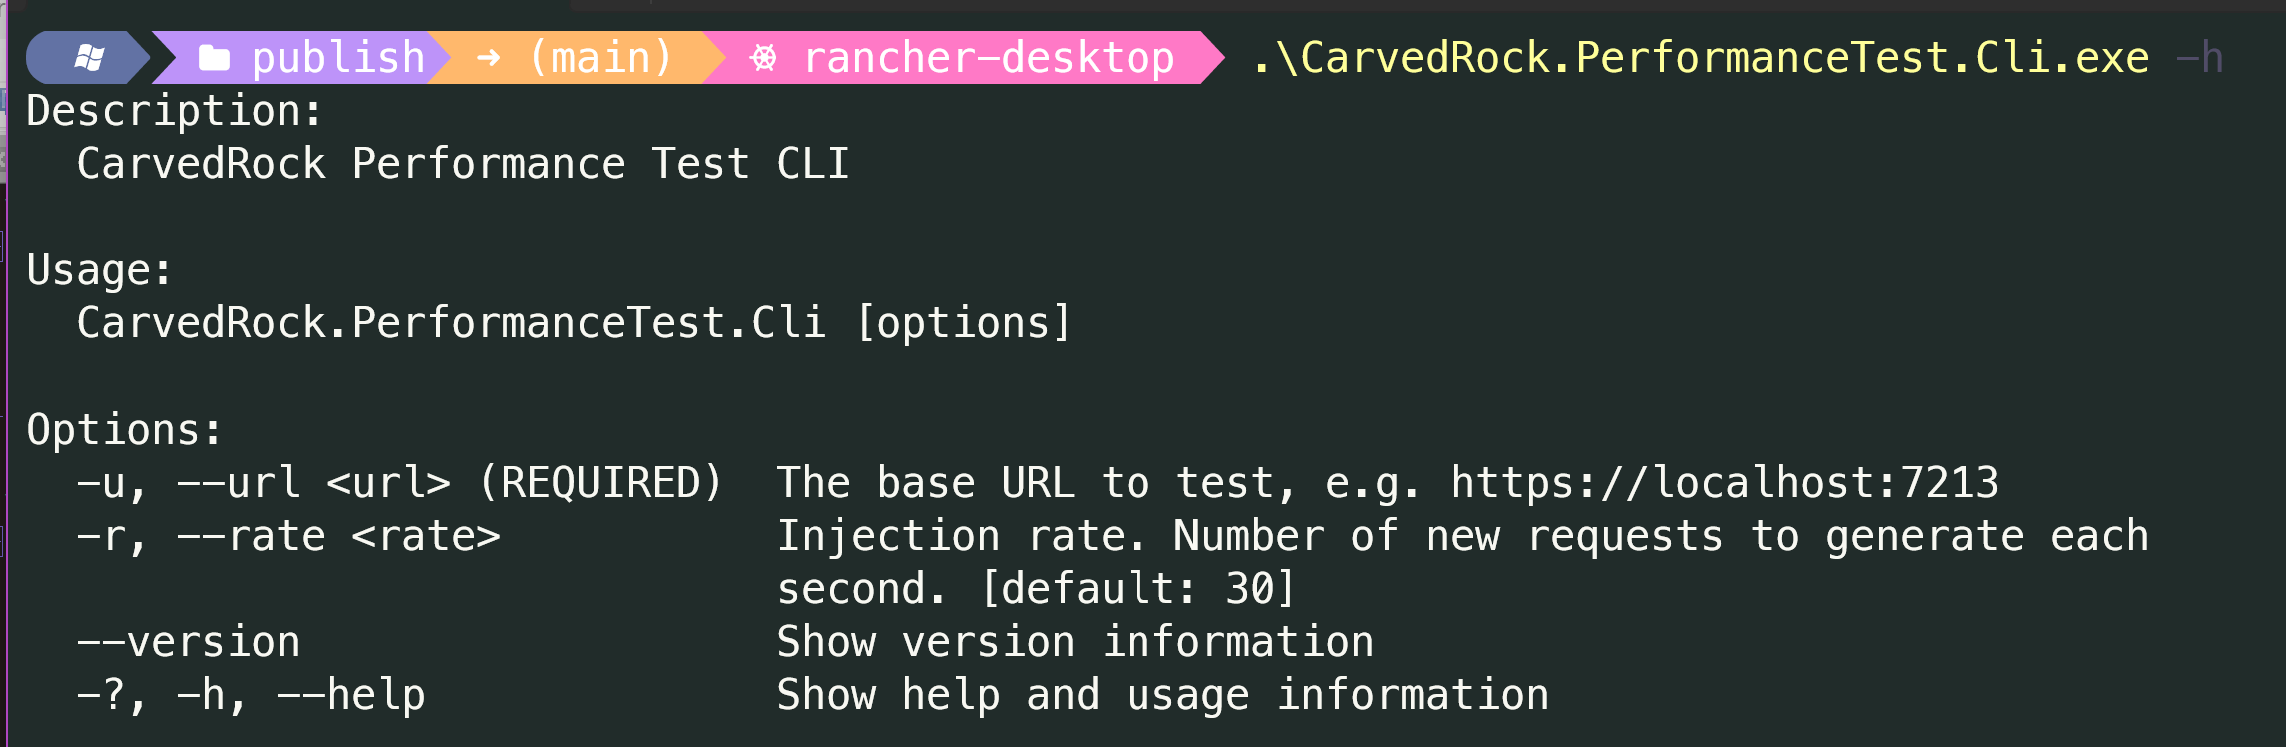 publish → (main) rancher-desktop .\CarvedRock.PerformanceTest.Cli.exe -h
Description:
  CarvedRock Performance Test CLI

Usage:
  CarvedRock.PerformanceTest.Cli [options]

Options:
  -u, --url <url> (REQUIRED)  The base URL to test, e.g. https://localhost:7213
  -r, --rate <rate>           Injection rate. Number of new requests to generate each
                              second. [default: 30]
  --version                   Show version information
  -?, -h, --help              Show help and usage information